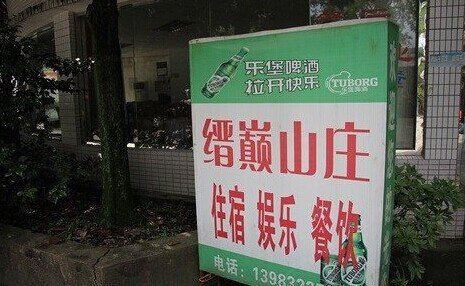 乐堡啤酒
拉开快乐
TUBORG
缙巅山庄
住宿 娱乐 餐饮
电话：13983